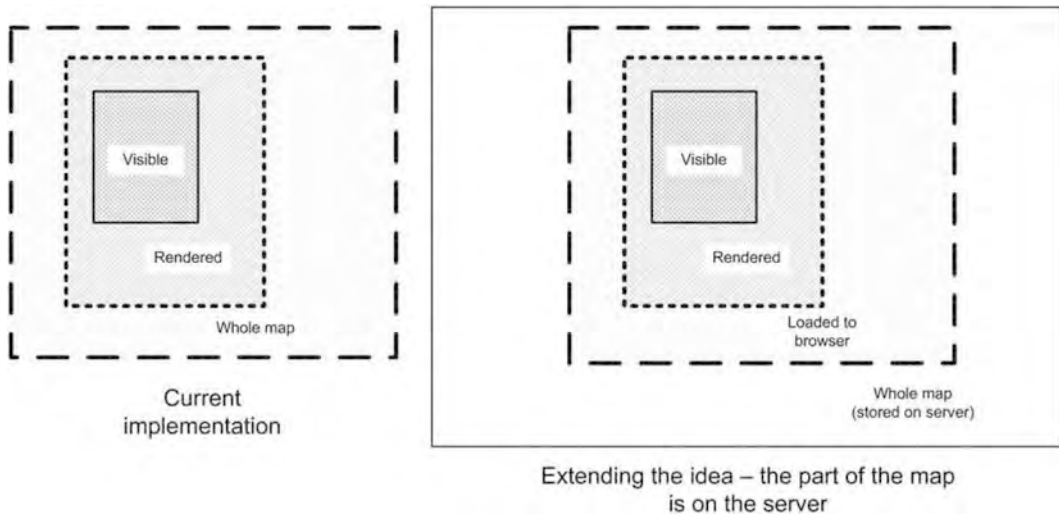 Visible
Rendered
Whole map
Current
implementation
Visible
Rendered
Loaded to
browser
Whole map
(stored on server)
Extending the idea – the part of the map
is on the server